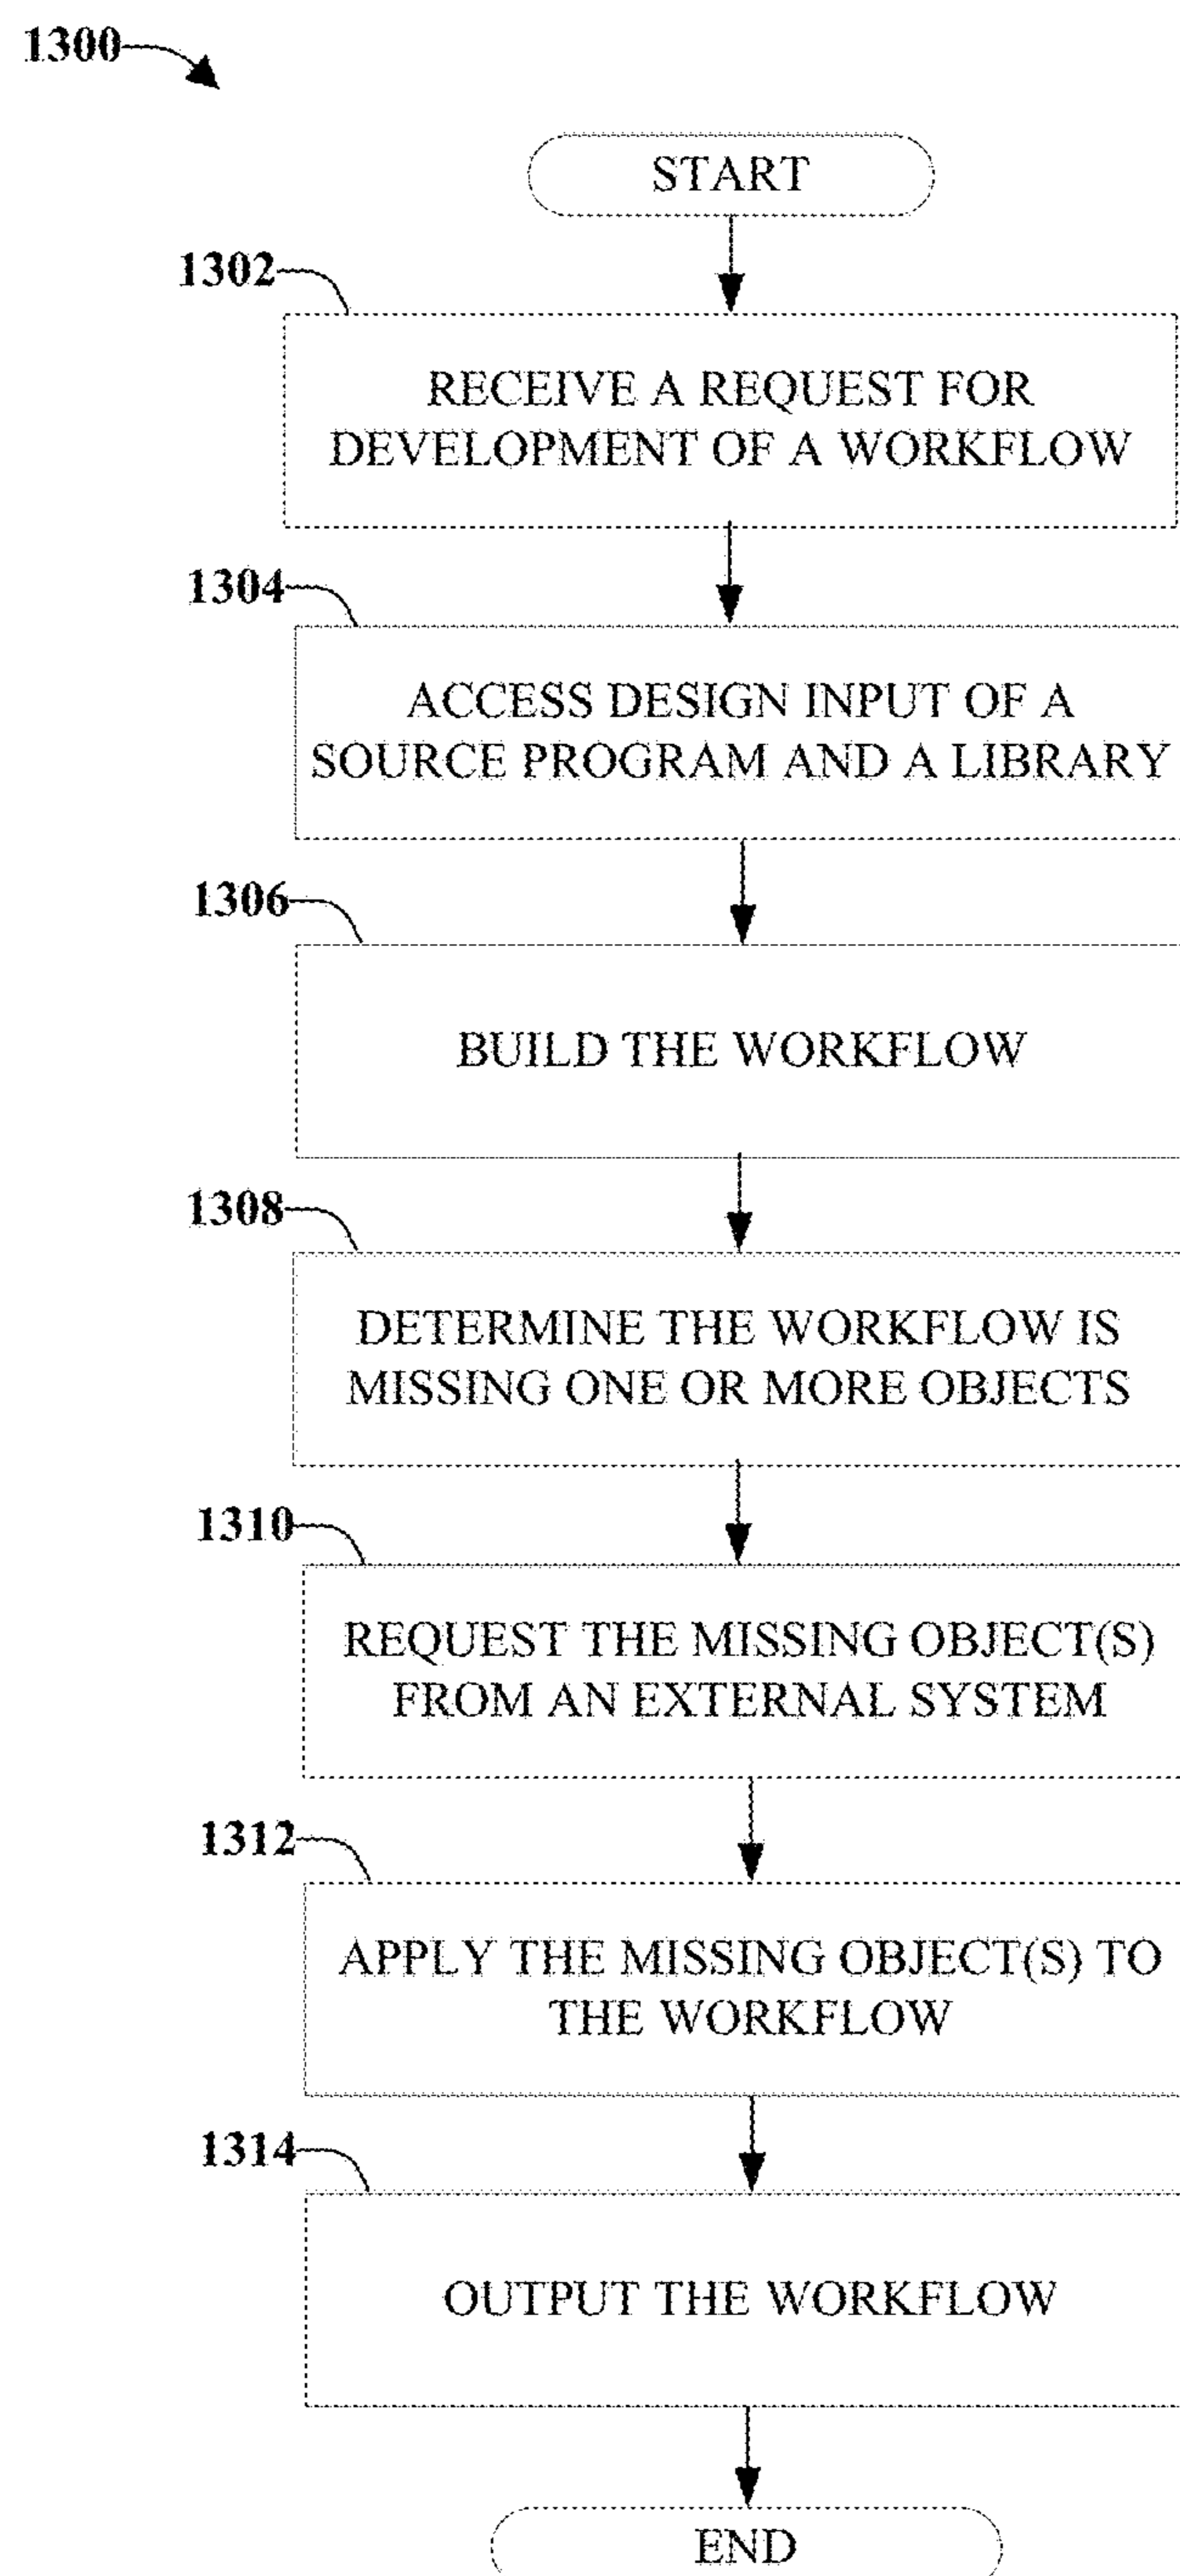 1300
START
1302
RECEIVE A REQUEST FOR
DEVELOPMENT OF A WORKFLOW
1304
ACCESS DESIGN INPUT OF A
SOURCE PROGRAM AND A LIBRARY
1306
BUILD THE WORKFLOW
1308
DETERMINE THE WORKFLOW IS
MISSING ONE OR MORE OBJECTS
1310
REQUEST THE MISSING OBJECT(S)
FROM AN EXTERNAL SYSTEM
1312
APPLY THE MISSING OBJECT(S) TO
THE WORKFLOW
1314
OUTPUT THE WORKFLOW
END